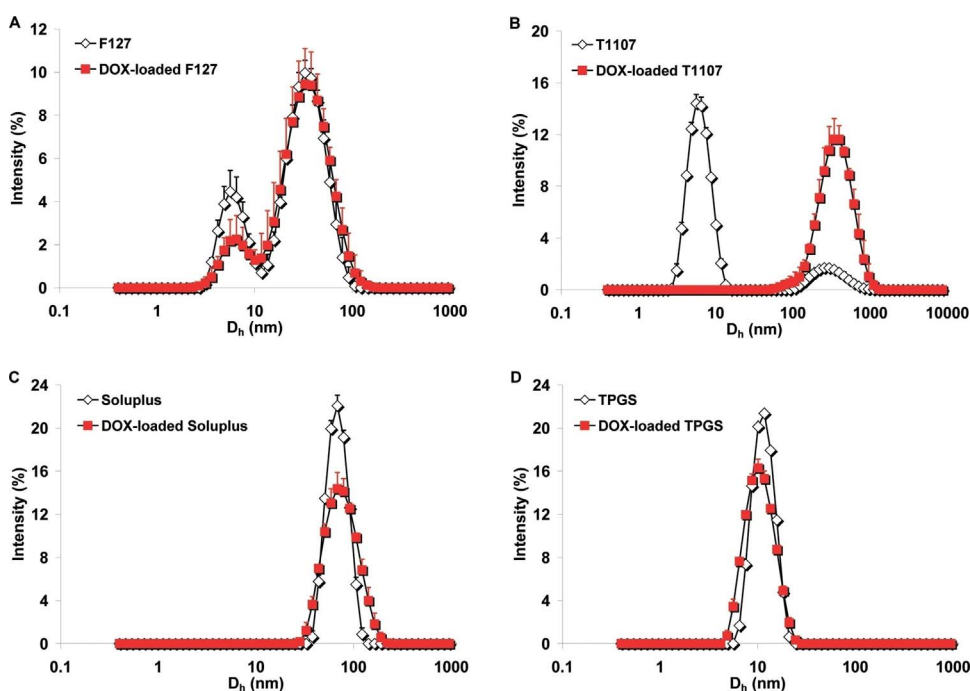 A
F127
DOX-loaded F127
12
10
8
6
4
2
0
Intensity (%)
0.1
1
10
100
1000
D_h (nm)
B
T1107
DOX-loaded T1107
20
16
12
8
4
0
Intensity (%)
0.1
1
10
100
1000
10000
D_h (nm)
C
Soluplus
DOX-loaded Soluplus
24
20
16
12
8
4
0
Intensity (%)
0.1
1
10
100
1000
D_h (nm)
D
TPGS
DOX-loaded TPGS
24
20
16
12
8
4
0
Intensity (%)
0.1
1
10
100
1000
D_h (nm)